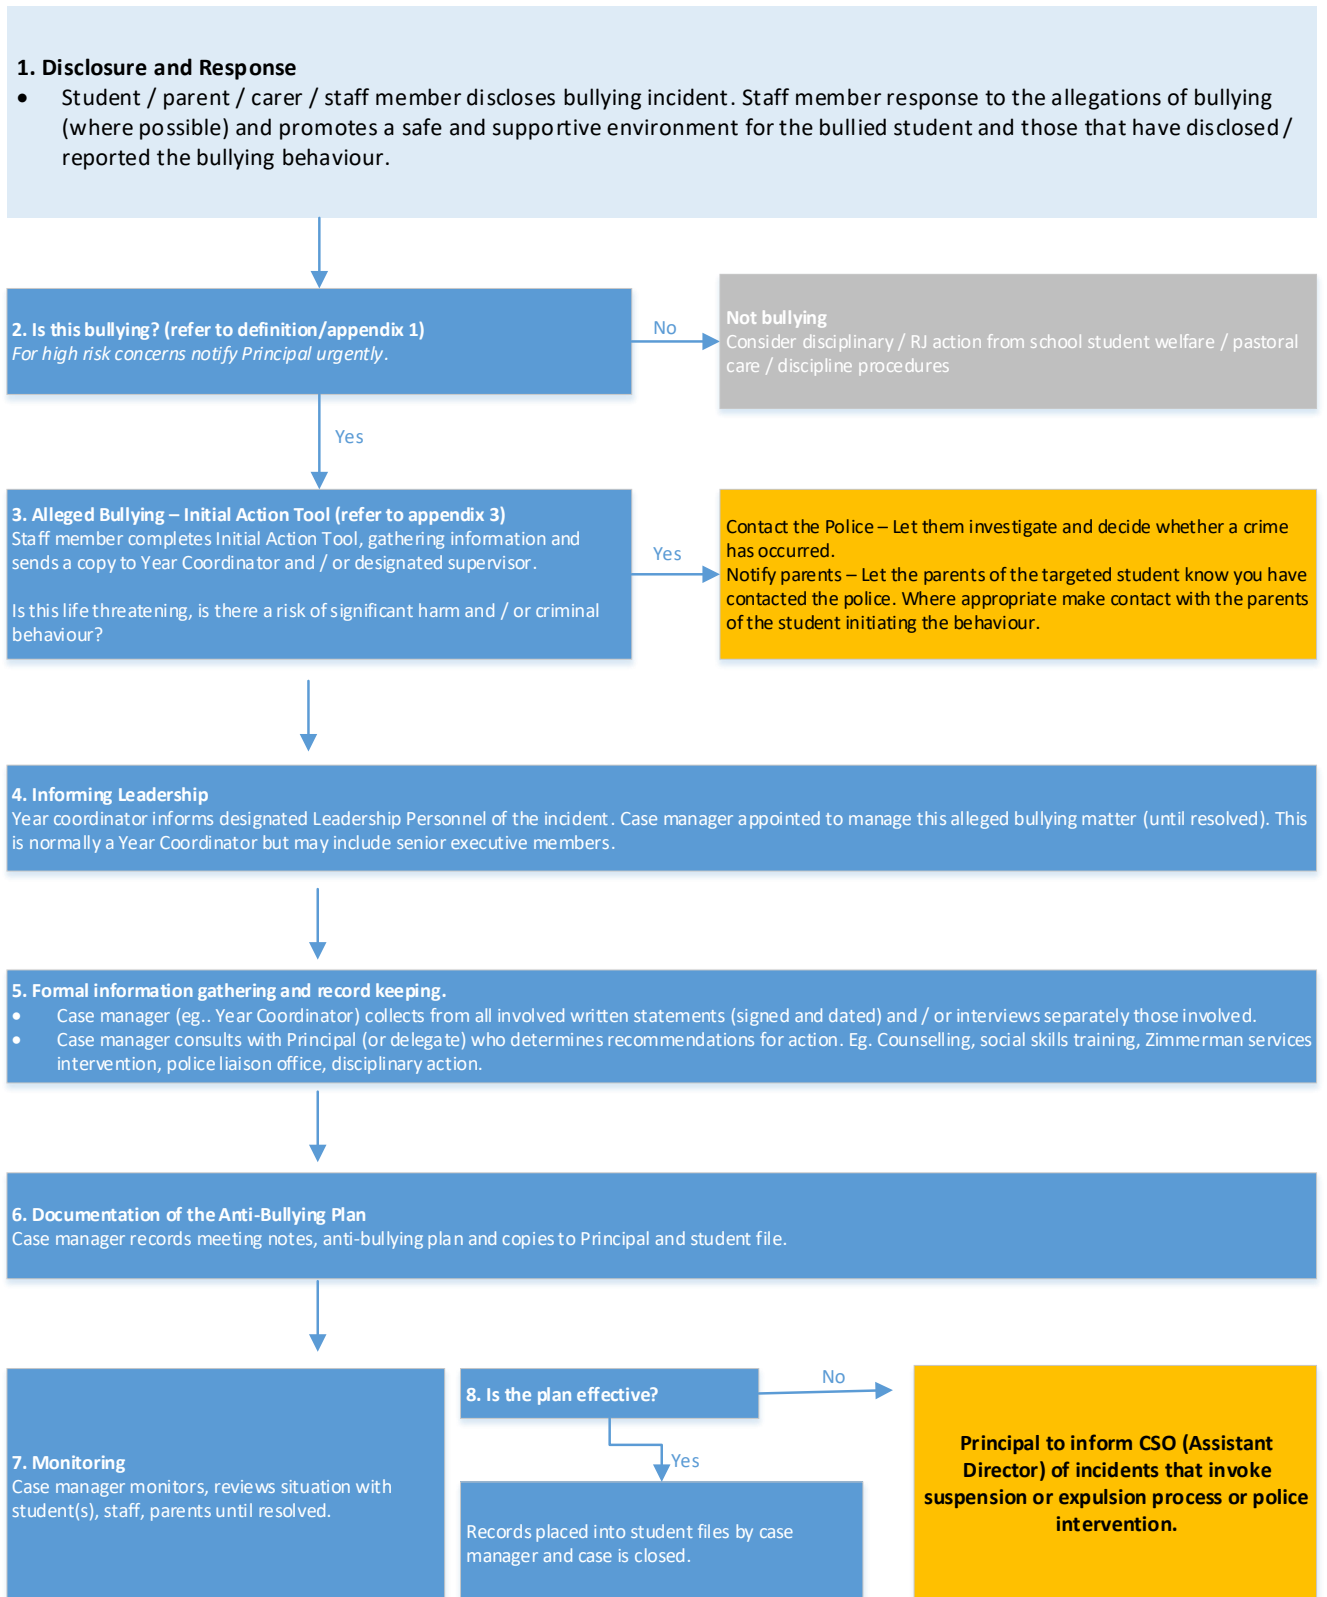 1. Disclosure and Response
• Student / parent / carer / staff member discloses bullying incident. Staff member response to the allegations of bullying
(where possible) and promotes a safe and supportive environment for the bullied student and those that have disclosed /
reported the bullying behaviour.
2. Is this bullying? (refer to definition/appendix 1)
For high risk concerns notify Principal urgently.
No
Not bullying
Consider disciplinary / RJ action from school student welfare / pastoral
care / discipline procedures
Yes
3. Alleged Bullying – Initial Action Tool (refer to appendix 3)
Staff member completes Initial Action Tool, gathering information and
sends a copy to Year Coordinator and / or designated supervisor.
Is this life threatening, is there a risk of significant harm and / or criminal
behaviour?
Yes
Contact the Police – Let them investigate and decide whether a crime
has occurred.
Notify parents – Let the parents of the targeted student know you have
contacted the police. Where appropriate make contact with the parents
of the student initiating the behaviour.
4. Informing Leadership
Year coordinator informs designated Leadership Personnel of the incident. Case manager appointed to manage this alleged bullying matter (until resolved). This
is normally a Year Coordinator but may include senior executive members.
5. Formal information gathering and record keeping.
• Case manager (eg.. Year Coordinator) collects from all involved written statements (signed and dated) and / or interviews separately those involved.
• Case manager consults with Principal (or delegate) who determines recommendations for action. Eg. Counselling, social skills training, Zimmerman services
intervention, police liaison office, disciplinary action.
6. Documentation of the Anti-Bullying Plan
Case manager records meeting notes, anti-bullying plan and copies to Principal and student file.
7. Monitoring
Case manager monitors, reviews situation with
student(s), staff, parents until resolved.
8. Is the plan effective?
No
Yes
Records placed into student files by case
manager and case is closed.
Principal to inform CSO (Assistant
Director) of incidents that invoke
suspension or expulsion process or police
intervention.